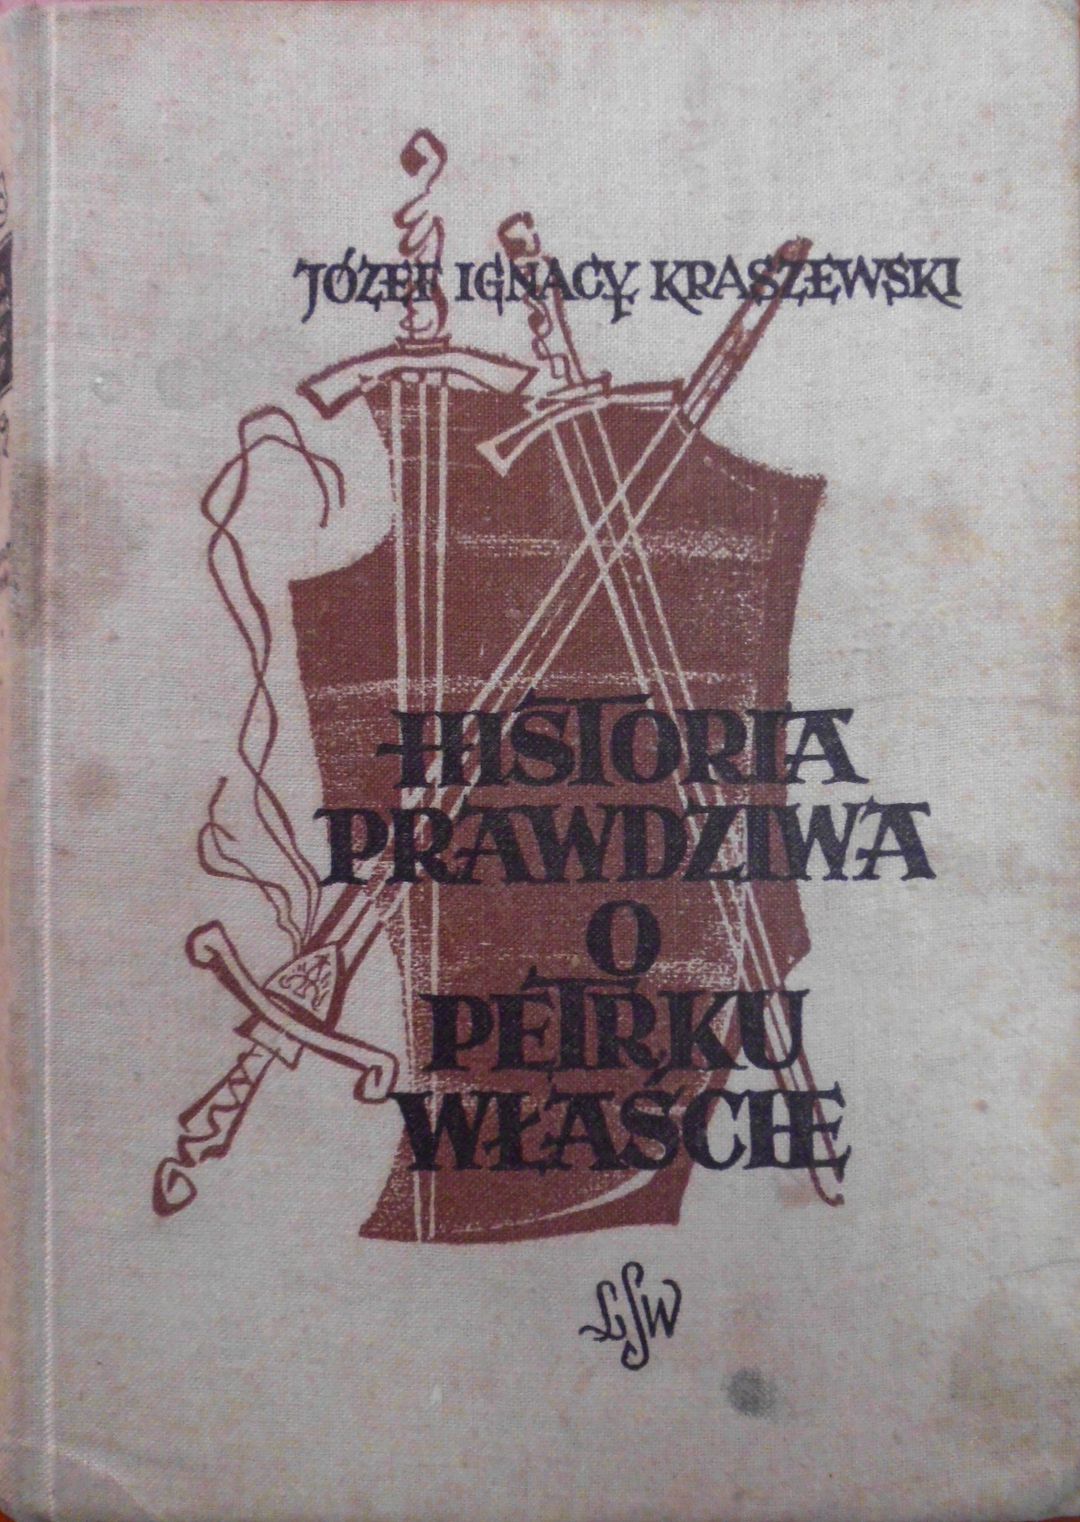 JÓZEF IGNACY KRASZEWSKI
HISTORIA
PRAWDZIWA
O
PETRKU
WŁAŚCIE
LSW